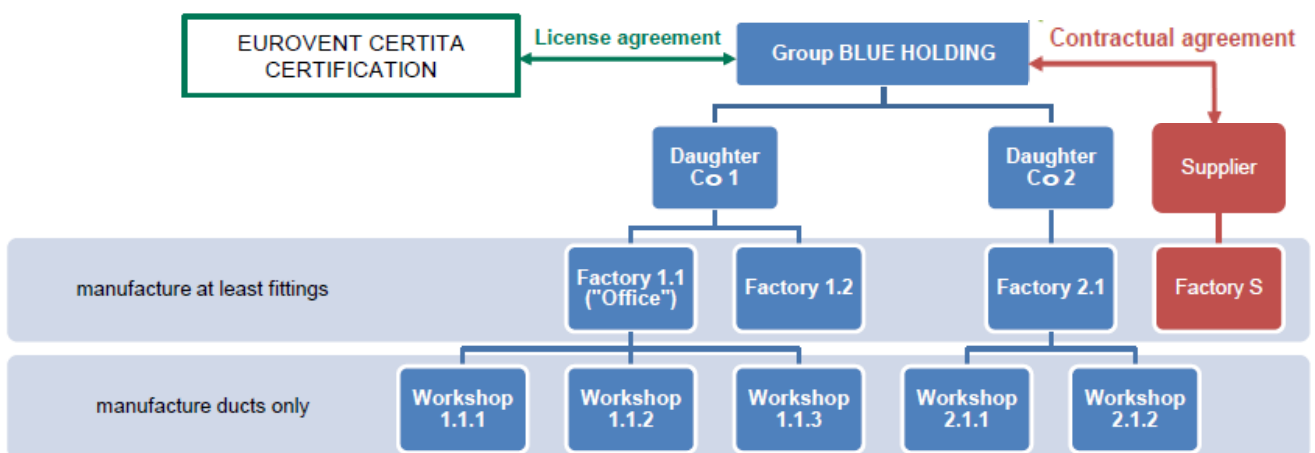 EUROVENT CERTITA
CERTIFICATION
License agreement
Group BLUE HOLDING
Contractual agreement
Daughter
Co 1
Daughter
Co 2
Supplier
manufacture at least fittings
Factory 1.1
("Office")
Factory 1.2
Factory 2.1
Factory S
manufacture ducts only
Workshop
1.1.1
Workshop
1.1.2
Workshop
1.1.3
Workshop
2.1.1
Workshop
2.1.2